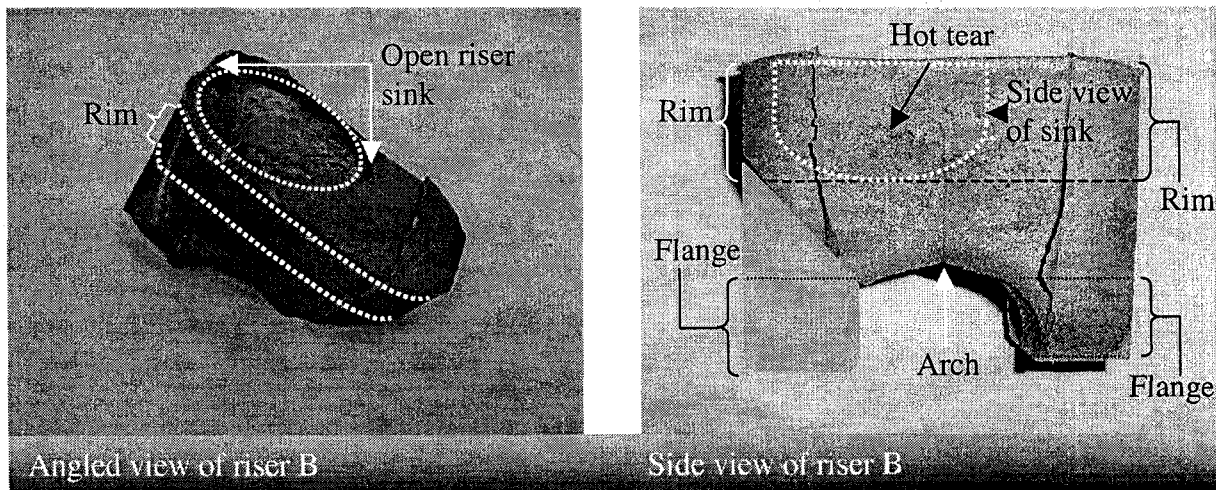 Open riser
sink
Rim
Angled view of riser B
Hot tear
Side view
of sink
Rim
Rim
Flange
Arch
Flange
Side view of riser B